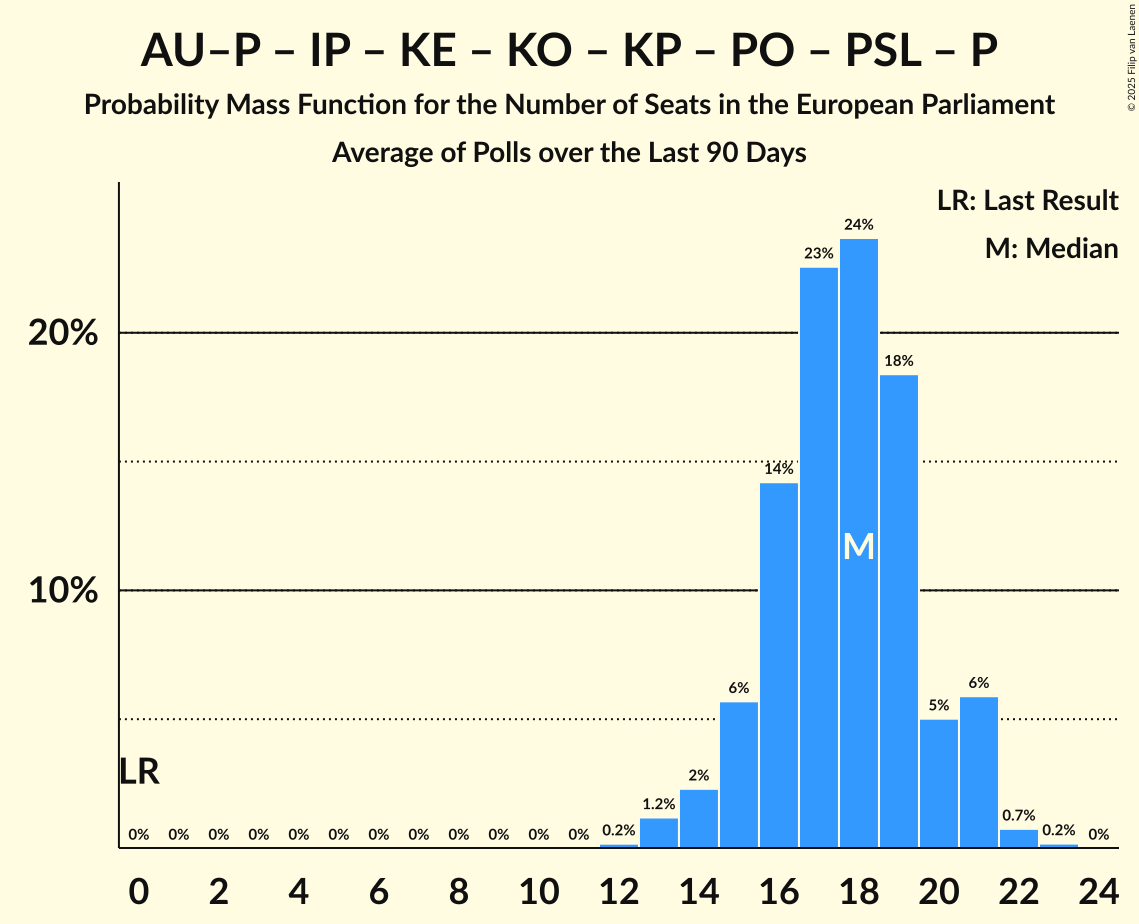 AU–P – IP – KE – KO – KP – PO – PSL – P
Probability Mass Function for the Number of Seats in the European Parliament
Average of Polls over the Last 90 Days
© 2025 Filip van Laenen
LR: Last Result
M: Median
24%
23%
20%
18%
14%
M
10%
6%
6%
5%
LR
2%
1.2%
0% 0% 0% 0% 0% 0% 0% 0% 0% 0% 0% 0% 0.2% 0.7% 0.2% 0%
0 2 4 6 8 10 12 14 16 18 20 22 24